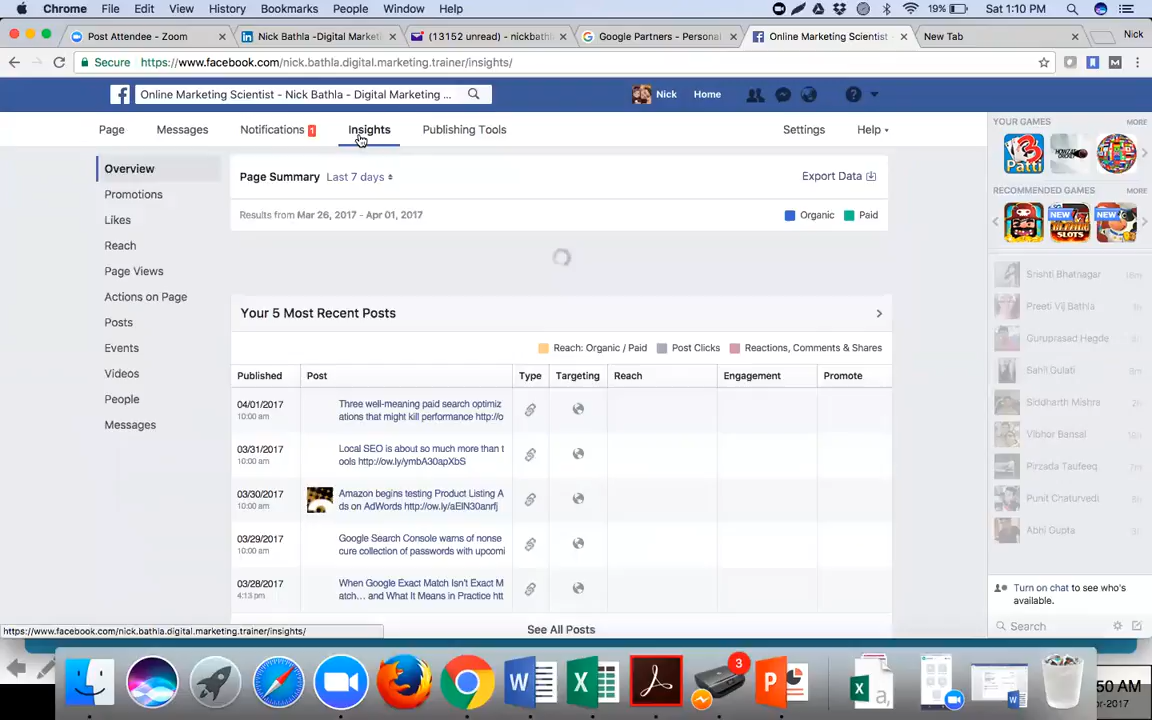 Chrome File Edit View History Bookmarks People Window Help 19% Sat 1:10 PM
Post Attendee - Zoom
Nick Bathla -Digital Marketi
(13152 unread) - nickbathl
Google Partners - Personal
Online Marketing Scientist -
New Tab
Nick
Secure https://www.facebook.com/nick.bathla.digital.marketing.trainer/insights/
Online Marketing Scientist - Nick Bathla - Digital Marketing ...
Nick Home
Page Messages Notifications 1 Insights Publishing Tools Settings Help
Overview
Promotions
Likes
Reach
Page Views
Actions on Page
Posts
Events
Videos
People
Messages
Page Summary Last 7 days
Export Data
Results from Mar 26, 2017 - Apr 01, 2017
Organic Paid
Your 5 Most Recent Posts
Reach: Organic / Paid Post Clicks Reactions, Comments & Shares
Published Post Type Targeting Reach Engagement Promote
04/01/2017
10:00 am
Three well-meaning paid search optimiz
ations that might kill performance http://o
03/31/2017
10:00 am
Local SEO is about so much more than t
ools http://ow.ly/ymbA30apXbS
03/30/2017
10:00 am
Amazon begins testing Product Listing A
ds on AdWords http://ow.ly/aEIN30anrfj
03/29/2017
10:00 am
Google Search Console warns of nonse
cure collection of passwords with upcomi
03/28/2017
4:13 pm
When Google Exact Match Isn't Exact M
atch… and What It Means in Practice htt
See All Posts
YOUR GAMES MORE
Patti
RECOMMENDED GAMES MORE
NEW
NEW
Srishti Bhatnagar
Preeti Vij Bathla
Guruprasad Hegde
Sahil Gulati
Siddharth Mishra
Vibhor Bansal
Pirzada Taufeeq
Punit Chaturvedi
Abhi Gupta
Turn on chat to see who's
available.
Search
https://www.facebook.com/nick.bathla.digital.marketing.trainer/insights/
3
:50 AM
pr-2017